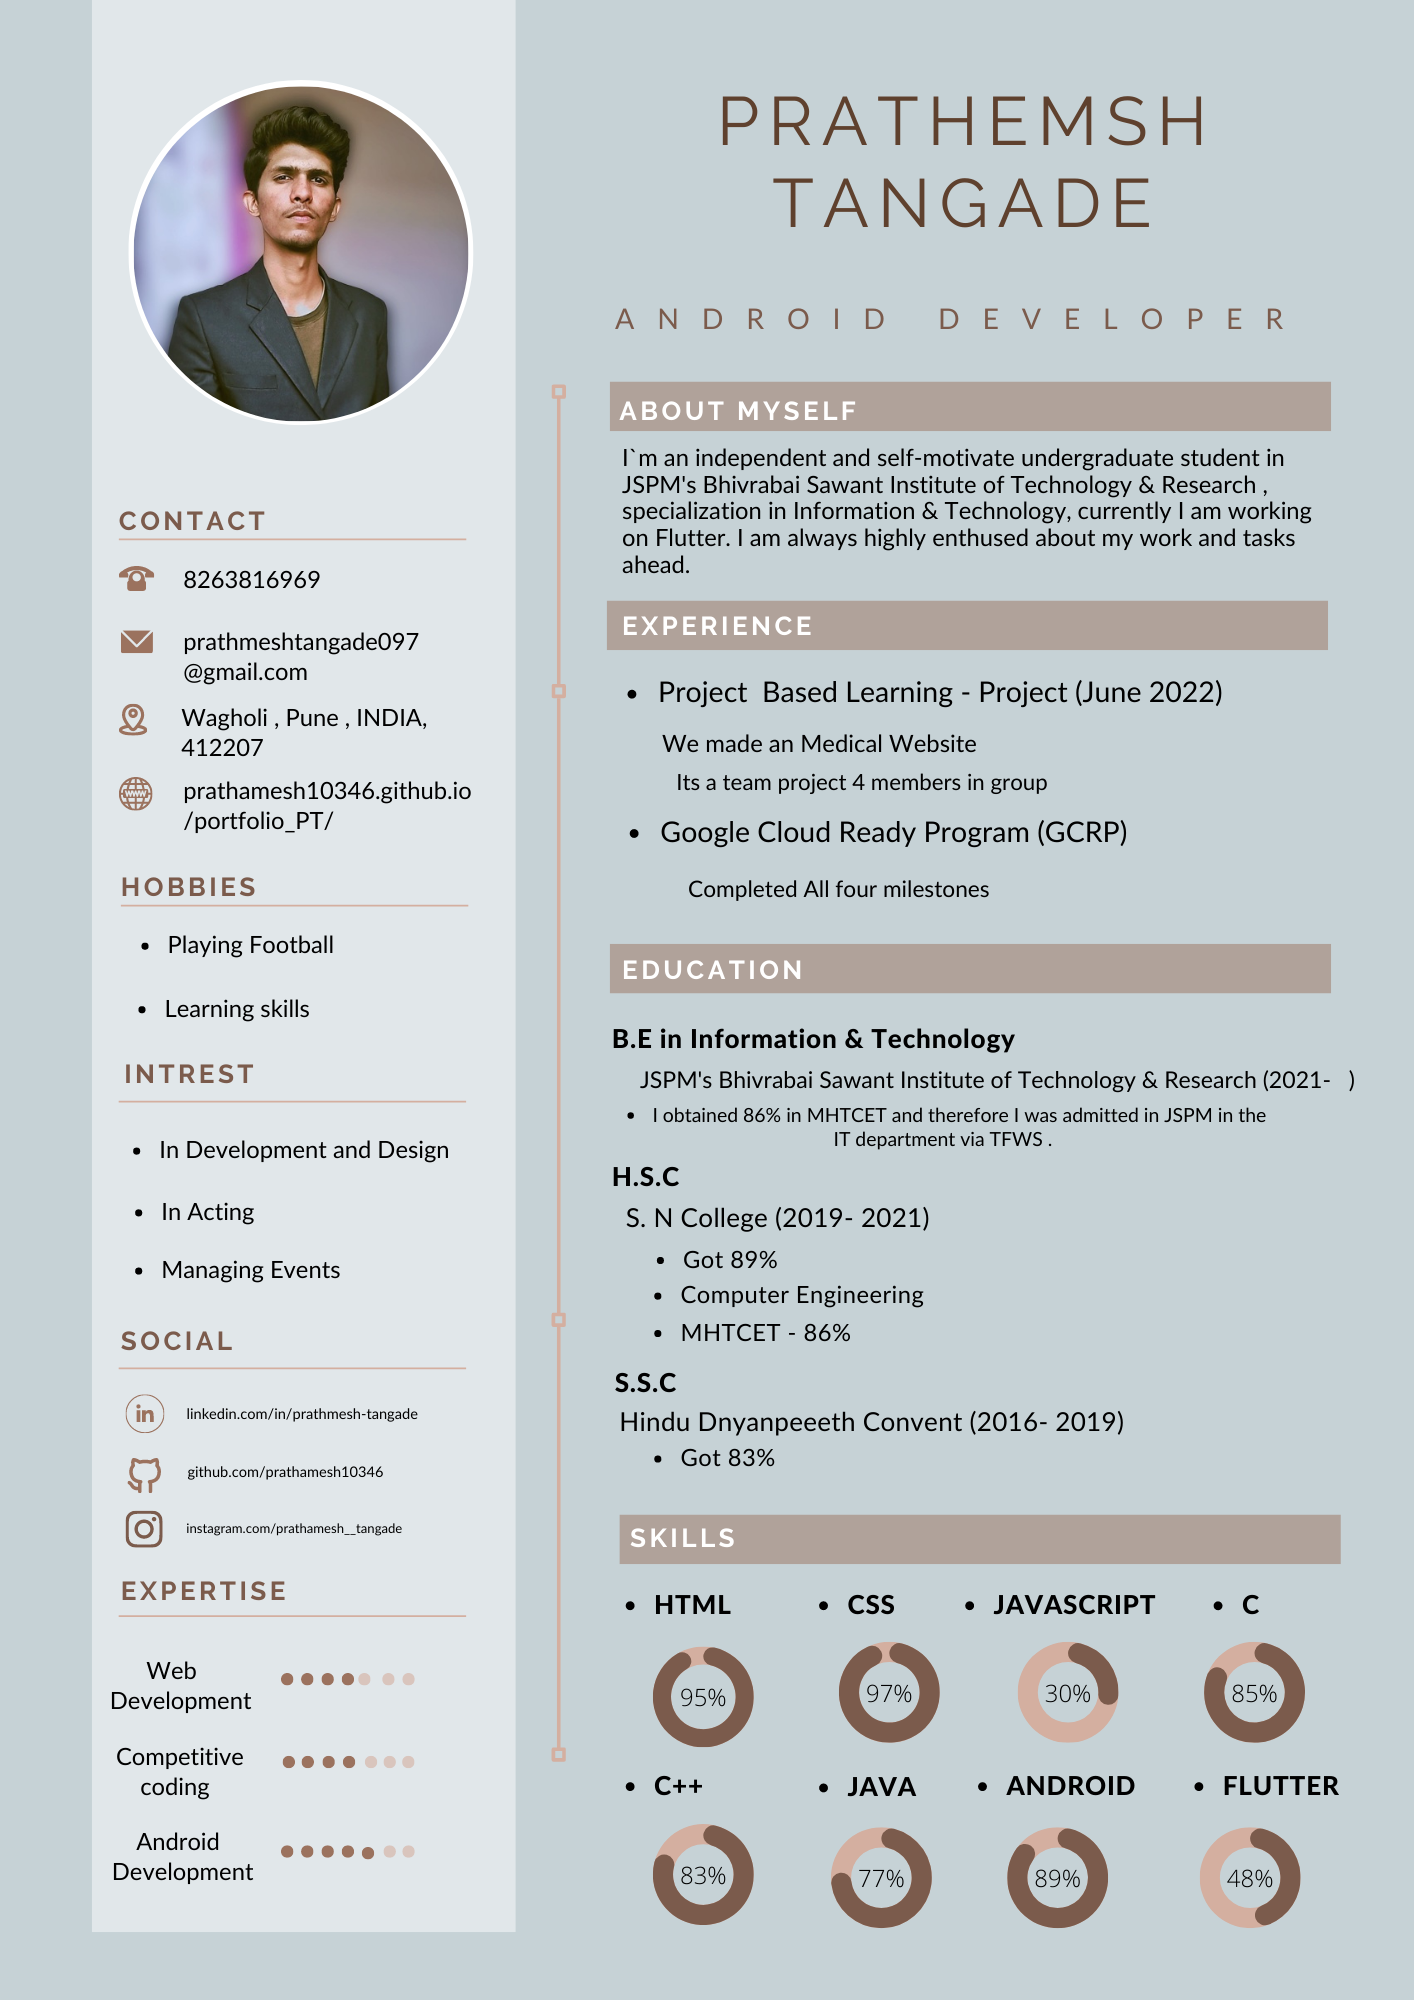 PRATHEMSH
TANGADE
ANDROID DEVELOPER
CONTACT
8263816969
prathmeshtangade097
@gmail.com
Wagholi , Pune , INDIA,
412207
prathamesh10346.github.io
/portfolio_PT/
HOBBIES
• Playing Football
• Learning skills
INTREST
• In Development and Design
• In Acting
• Managing Events
SOCIAL
in
linkedin.com/in/prathmesh-tangade
github.com/prathamesh10346
instagram.com/prathamesh__tangade
EXPERTISE
Web
Development
Competitive
coding
Android
Development
ABOUT MYSELF
I`m an independent and self-motivate undergraduate student in
JSPM's Bhivrabai Sawant Institute of Technology & Research ,
specialization in Information & Technology, currently I am working
on Flutter. I am always highly enthused about my work and tasks
ahead.
EXPERIENCE
• Project Based Learning - Project (June 2022)
We made an Medical Website
Its a team project 4 members in group
• Google Cloud Ready Program (GCRP)
Completed All four milestones
EDUCATION
B.E in Information & Technology
JSPM's Bhivrabai Sawant Institute of Technology & Research (2021- )
• I obtained 86% in MHTCET and therefore I was admitted in JSPM in the
IT department via TFWS .
H.S.C
S. N College (2019- 2021)
• Got 89%
• Computer Engineering
• MHTCET - 86%
S.S.C
Hindu Dnyanpeeeth Convent (2016- 2019)
• Got 83%
SKILLS
• HTML • CSS • JAVASCRIPT • C
95% 97% 30% 85%
• C++ • JAVA • ANDROID • FLUTTER
83% 77% 89% 48%